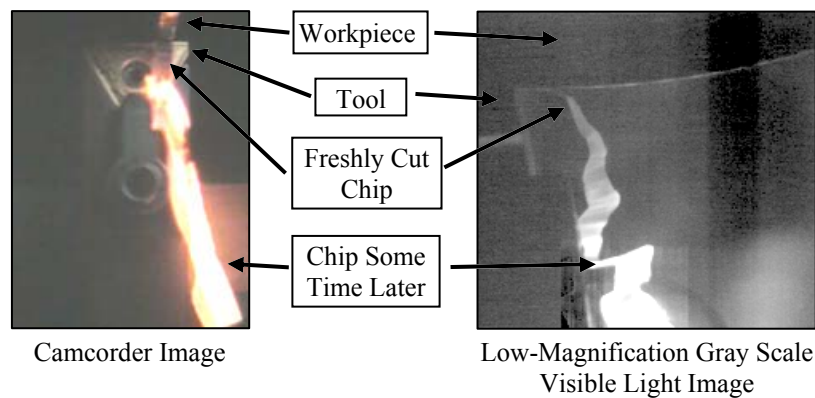 Workpiece
Tool
Freshly Cut
Chip
Chip Some
Time Later
Camcorder Image
Low-Magnification Gray Scale
Visible Light Image